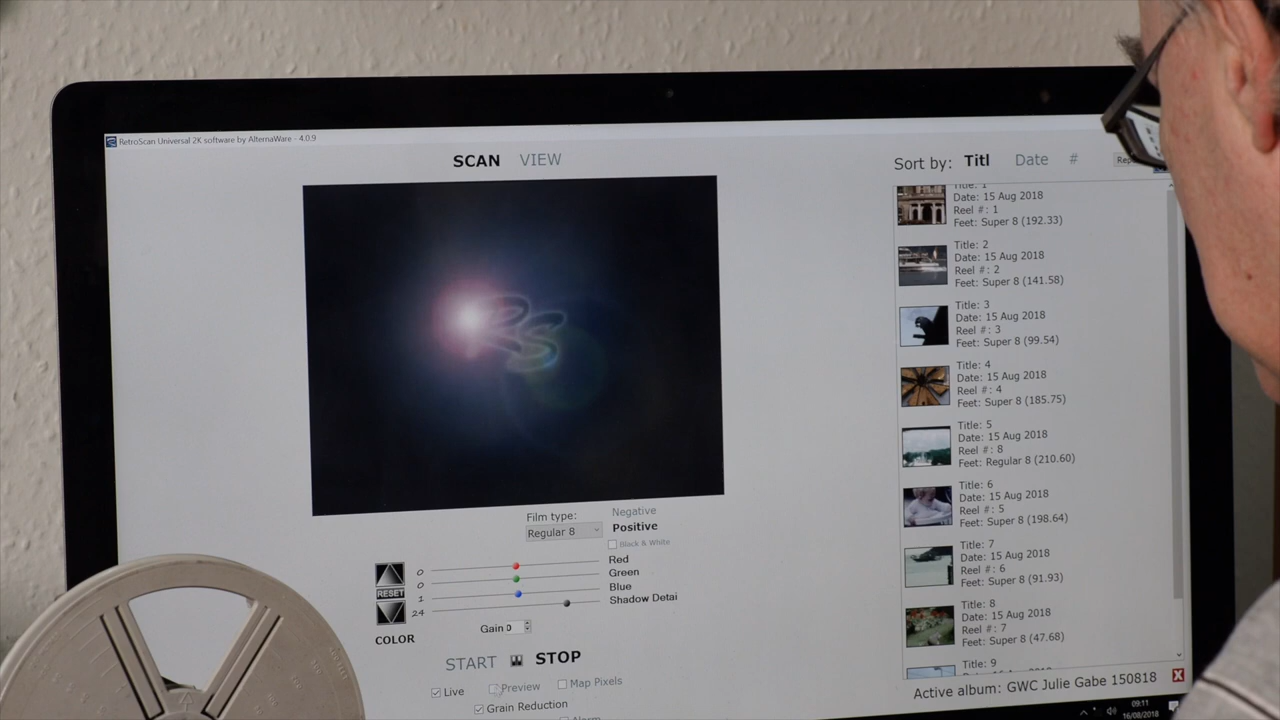 RetroScan Universal 2K software by AlternaWare - 4.0.9
SCAN VIEW
Sort by: Titl Date # Rep
Title: 1
Date: 15 Aug 2018
Reel #: 1
Feet: Super 8 (192.33)
Title: 2
Date: 15 Aug 2018
Reel #: 2
Feet: Super 8 (141.58)
Title: 3
Date: 15 Aug 2018
Reel #: 3
Feet: Super 8 (99.54)
Title: 4
Date: 15 Aug 2018
Reel #: 4
Feet: Super 8 (185.75)
Title: 5
Date: 15 Aug 2018
Reel #: 8
Feet: Regular 8 (210.60)
Title: 6
Date: 15 Aug 2018
Reel #: 5
Feet: Super 8 (198.64)
Title: 7
Date: 15 Aug 2018
Reel #: 6
Feet: Super 8 (91.93)
Title: 8
Date: 15 Aug 2018
Reel #: 7
Feet: Super 8 (47.68)
Title: 9
Active album: GWC Julie Gabe 150818
RS
Film type:
Regular 8
Negative
Positive
Black & White
0 Red
0 Green
RESET
1 Blue
24 Shadow Detai
COLOR
Gain 0
START STOP
Live Preview Map Pixels
Grain Reduction
Alarm
09:11
16/08/2018